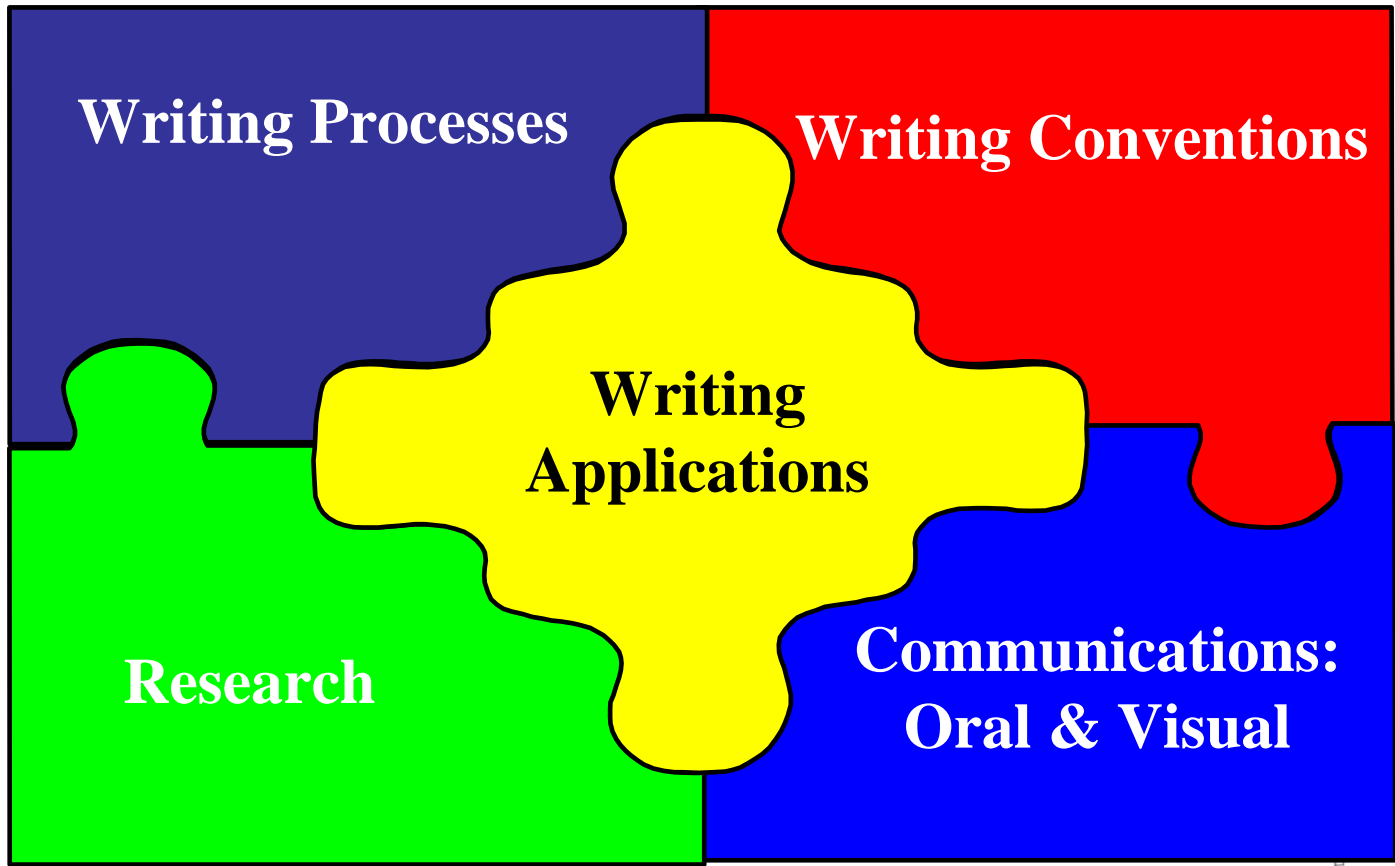 Writing Processes
Writing Conventions
Writing
Applications
Research
Communications:
Oral & Visual